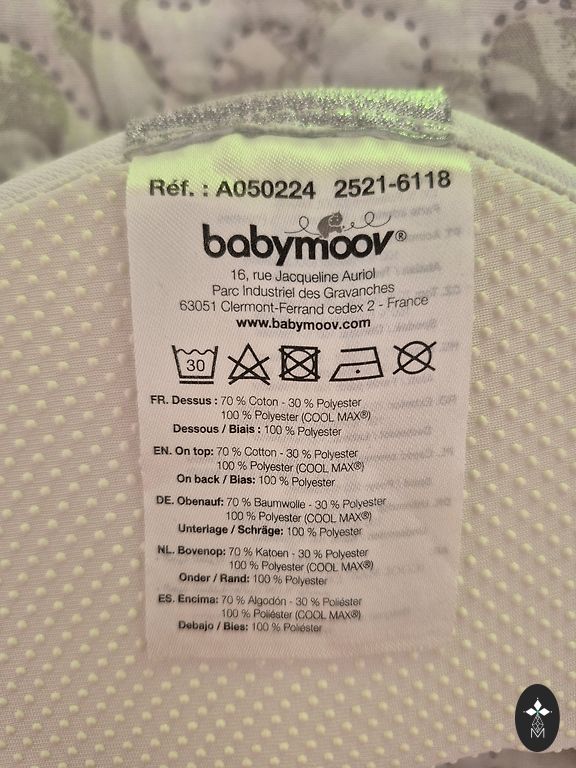 Réf. : A050224 2521-6118
babymoov®
16, rue Jacqueline Auriol
Parc Industriel des Gravanches
63051 Clermont-Ferrand cedex 2 - France
www.babymoov.com
30
FR. Dessus : 70 % Coton - 30 % Polyester
100 % Polyester (COOL MAX®)
Dessous / Biais : 100 % Polyester
EN. On top: 70 % Cotton - 30 % Polyester
100 % Polyester (COOL MAX®)
On back / Bias: 100 % Polyester
DE. Obenauf: 70 % Baumwolle - 30 % Polyester
100 % Polyester (COOL MAX®)
Unterlage / Schräge: 100 % Polyester
NL. Bovenop: 70 % Katoen - 30 % Polyester
100 % Polyester (COOL MAX®)
Onder / Rand: 100 % Polyester
ES. Encima: 70 % Algodón - 30 % Poliéster
100 % Poliéster (COOL MAX®)
Debajo / Bies: 100 % Poliéster
M